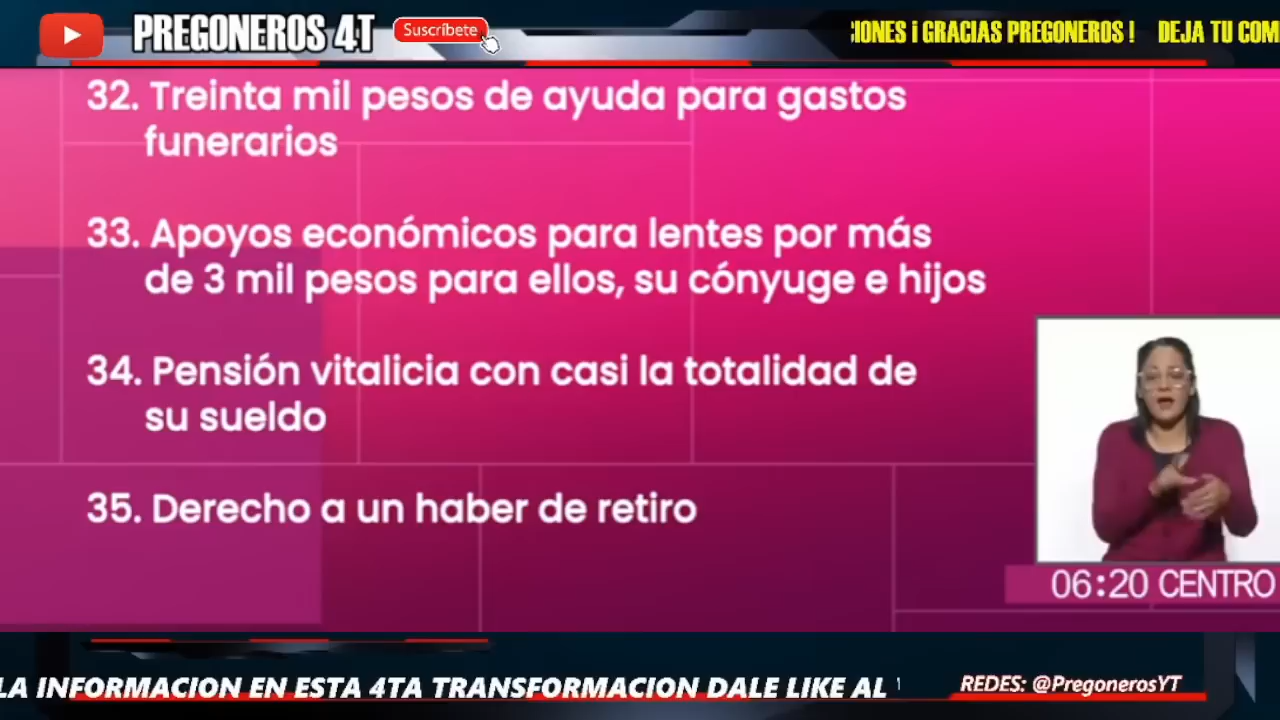 PREGONEROS 4T
Suscríbete
IONES ¡ GRACIAS PREGONEROS ! DEJA TU COM
32. Treinta mil pesos de ayuda para gastos
funerarios
33. Apoyos económicos para lentes por más
de 3 mil pesos para ellos, su cónyuge e hijos
34. Pensión vitalicia con casi la totalidad de
su sueldo
35. Derecho a un haber de retiro
06:20 CENTRO
LA INFORMACION EN ESTA 4TA TRANSFORMACION DALE LIKE AL
REDES: @PregonerosYT